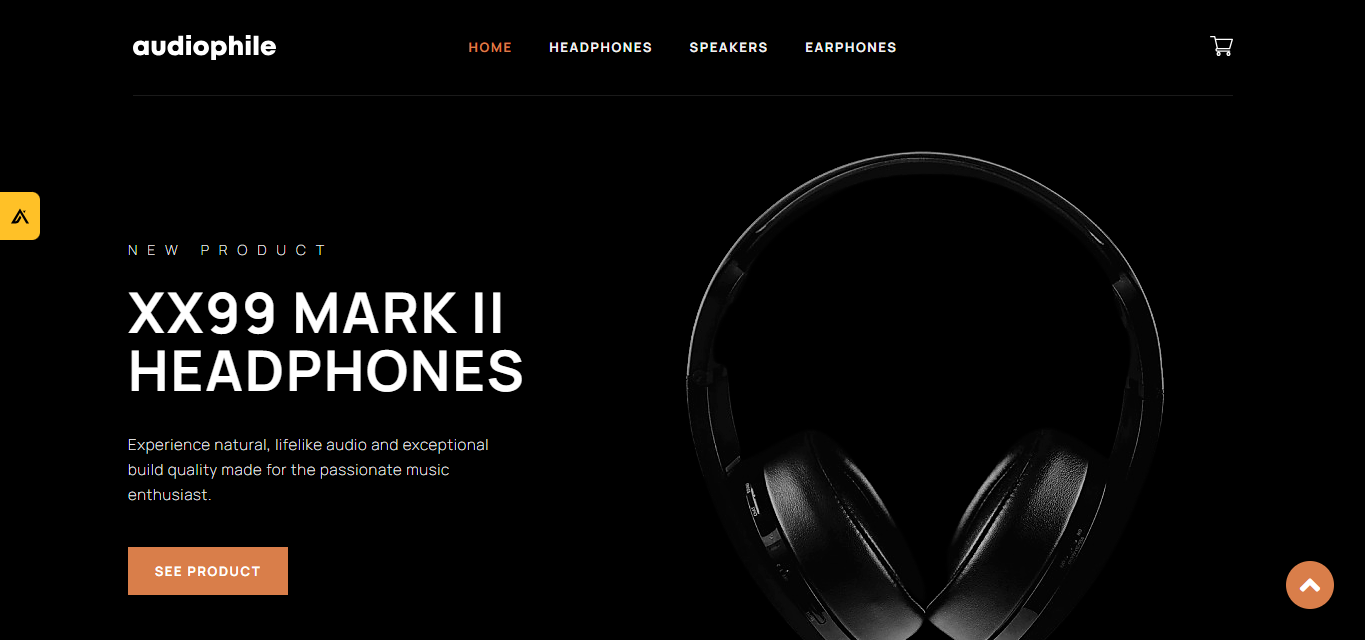 audiophile
HOME HEADPHONES SPEAKERS EARPHONES
NEW PRODUCT
XX99 MARK II
HEADPHONES
Experience natural, lifelike audio and exceptional
build quality made for the passionate music
enthusiast.
SEE PRODUCT